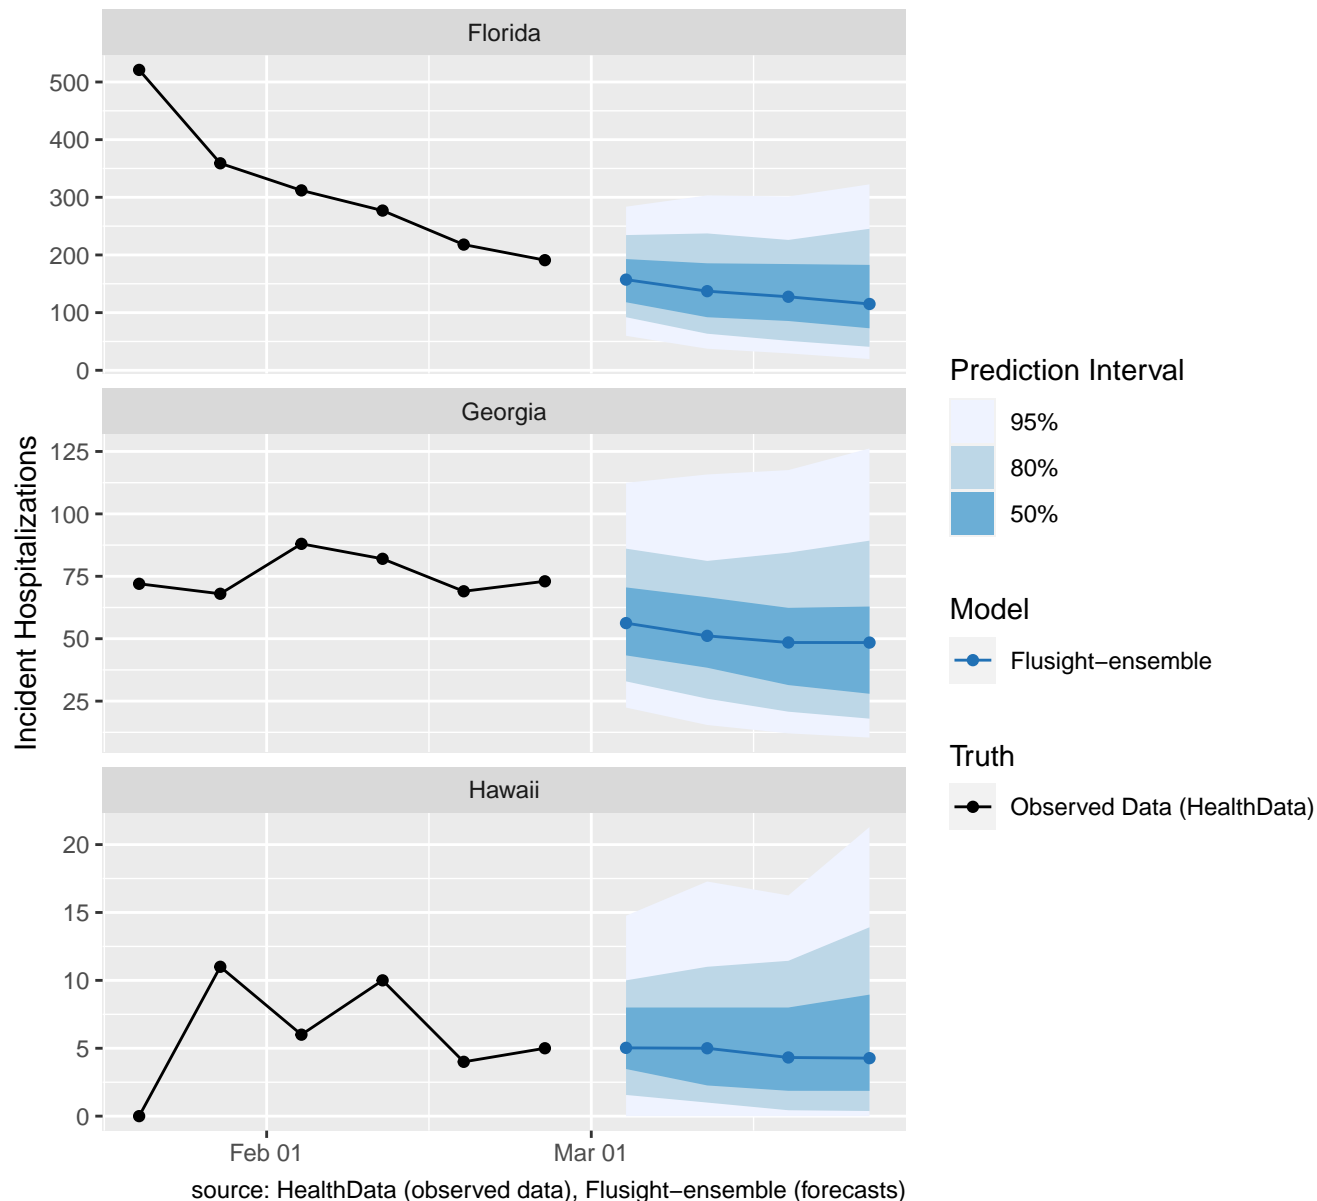 Florida
500
400
300
200
100
0
Georgia
125
100
75
50
25
Hawaii
20
15
10
5
0
Feb 01
Mar 01
Incident Hospitalizations
source: HealthData (observed data), Flusight−ensemble (forecasts)
Prediction Interval
95%
80%
50%
Model
Flusight−ensemble
Truth
Observed Data (HealthData)